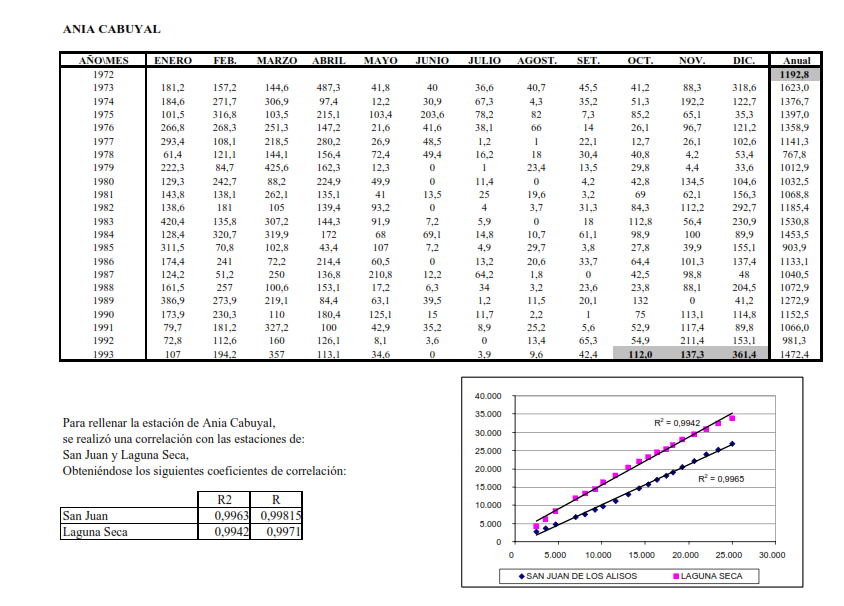 ANIA CABUYAL
AÑO\MES ENERO FEB. MARZO ABRIL MAYO JUNIO JULIO AGOST. SET. OCT. NOV. DIC. Anual
1972 1192,8
1973 181,2 157,2 144,6 487,3 41,8 40 36,6 40,7 45,5 41,2 88,3 318,6 1623,0
1974 184,6 271,7 306,9 97,4 12,2 30,9 67,3 4,3 35,2 51,3 192,2 122,7 1376,7
1975 101,5 316,8 103,5 215,1 103,4 203,6 78,2 82 7,3 85,2 65,1 35,3 1397,0
1976 266,8 268,3 251,3 147,2 21,6 41,6 38,1 66 14 26,1 96,7 121,2 1358,9
1977 293,4 108,1 218,5 280,2 26,9 48,5 1,2 1 22,1 12,7 26,1 102,6 1141,3
1978 61,4 121,1 144,1 156,4 72,4 49,4 16,2 18 30,4 40,8 4,2 53,4 767,8
1979 222,3 84,7 425,6 162,3 12,3 0 1 23,4 13,5 29,8 4,4 33,6 1012,9
1980 129,3 242,7 88,2 224,9 49,9 0 11,4 0 4,2 42,8 134,5 104,6 1032,5
1981 143,8 138,1 262,1 135,1 41 13,5 25 19,6 3,2 69 62,1 156,3 1068,8
1982 138,6 181 105 139,4 93,2 0 4 3,7 31,3 84,3 112,2 292,7 1185,4
1983 420,4 135,8 307,2 144,3 91,9 7,2 5,9 0 18 112,8 56,4 230,9 1530,8
1984 128,4 320,7 319,9 172 68 69,1 14,8 10,7 61,1 98,9 100 89,9 1453,5
1985 311,5 70,8 102,8 43,4 107 7,2 4,9 29,7 3,8 27,8 39,9 155,1 903,9
1986 174,4 241 72,2 214,4 60,5 0 13,2 20,6 33,7 64,4 101,3 137,4 1133,1
1987 124,2 51,2 250 136,8 210,8 12,2 64,2 1,8 0 42,5 98,8 48 1040,5
1988 161,5 257 100,6 153,1 17,2 6,3 34 3,2 23,6 23,8 88,1 204,5 1072,9
1989 386,9 273,9 219,1 84,4 63,1 39,5 1,2 11,5 20,1 132 0 41,2 1272,9
1990 173,9 230,3 110 180,4 125,1 15 11,7 2,2 1 75 113,1 114,8 1152,5
1991 79,7 181,2 327,2 100 42,9 35,2 8,9 25,2 5,6 52,9 117,4 89,8 1066,0
1992 72,8 112,6 160 126,1 8,1 3,6 0 13,4 65,3 54,9 211,4 153,1 981,3
1993 107 194,2 357 113,1 34,6 0 3,9 9,6 42,4 112,0 137,3 361,4 1472,4
Para rellenar la estación de Ania Cabuyal,
se realizó una correlación con las estaciones de:
San Juan y Laguna Seca,
Obteniéndose los siguientes coeficientes de correlación:
R2 R
San Juan 0,9963 0,99815
Laguna Seca 0,9942 0,9971
40.000
35.000
30.000
25.000
20.000
15.000
10.000
5.000
0
R² = 0,9942
R² = 0,9965
0 5.000 10.000 15.000 20.000 25.000 30.000
SAN JUAN DE LOS ALISOS LAGUNA SECA